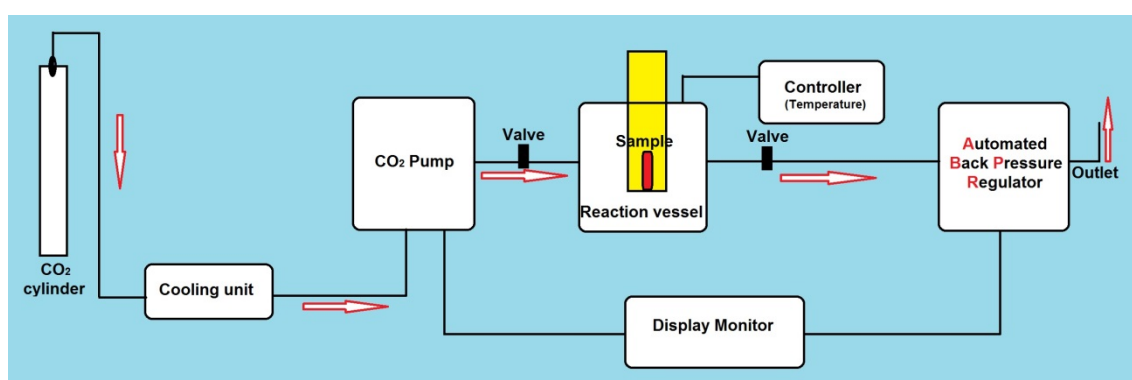 CO₂
cylinder
Cooling unit
CO₂ Pump
Valve
Sample
Reaction vessel
Controller
(Temperature)
Valve
Automated
Back Pressure
Regulator
Outlet
Display Monitor